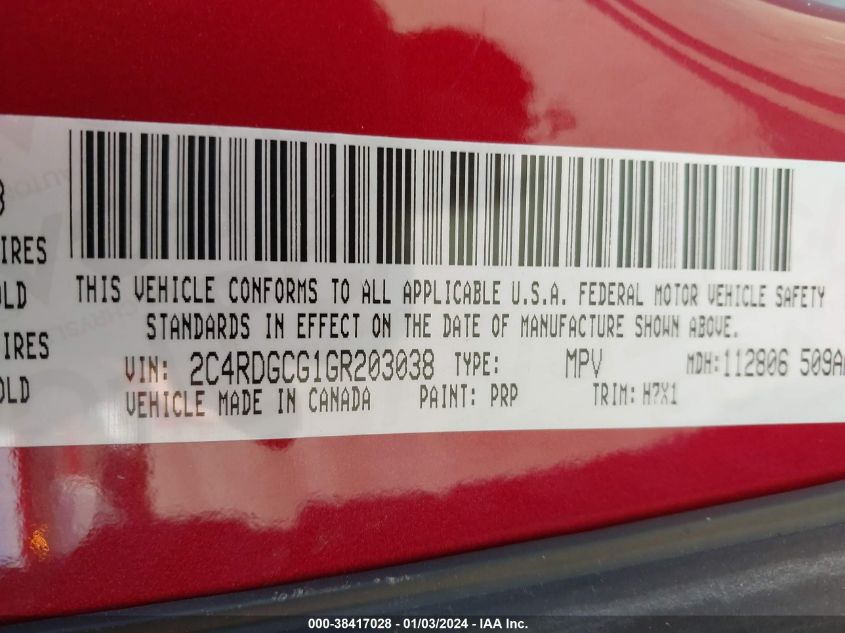 3
IRES
OLD
IRES
OLD
THIS VEHICLE CONFORMS TO ALL APPLICABLE U.S.A. FEDERAL MOTOR VEHICLE SAFETY
STANDARDS IN EFFECT ON THE DATE OF MANUFACTURE SHOWN ABOVE.
VIN: 2C4RDGCG1GR203038 TYPE: MPV MDH:112806 509A
VEHICLE MADE IN CANADA PAINT: PRP TRIM: H7X1
000-38417028 - 01/03/2024 - IAA Inc.